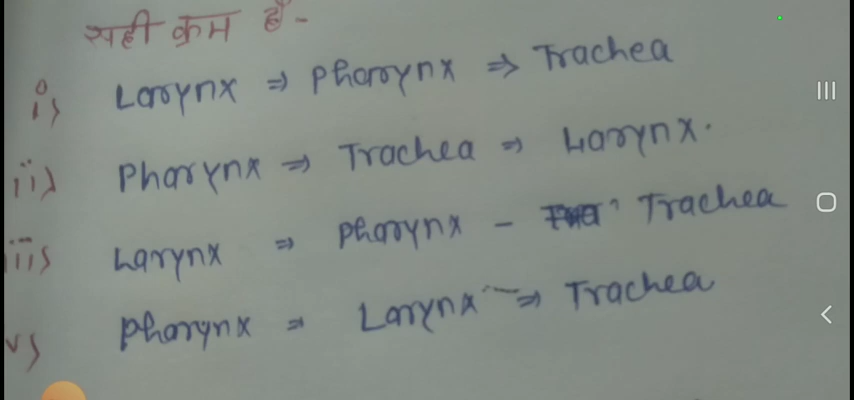 सही क्रम है -
i) Larynx ⇒ Pharynx ⇒ Trachea
ii) Pharynx ⇒ Trachea ⇒ Larynx.
iii) Larynx ⇒ Pharynx - Trachea
v) Pharynx ⇒ Larynx ⇒ Trachea